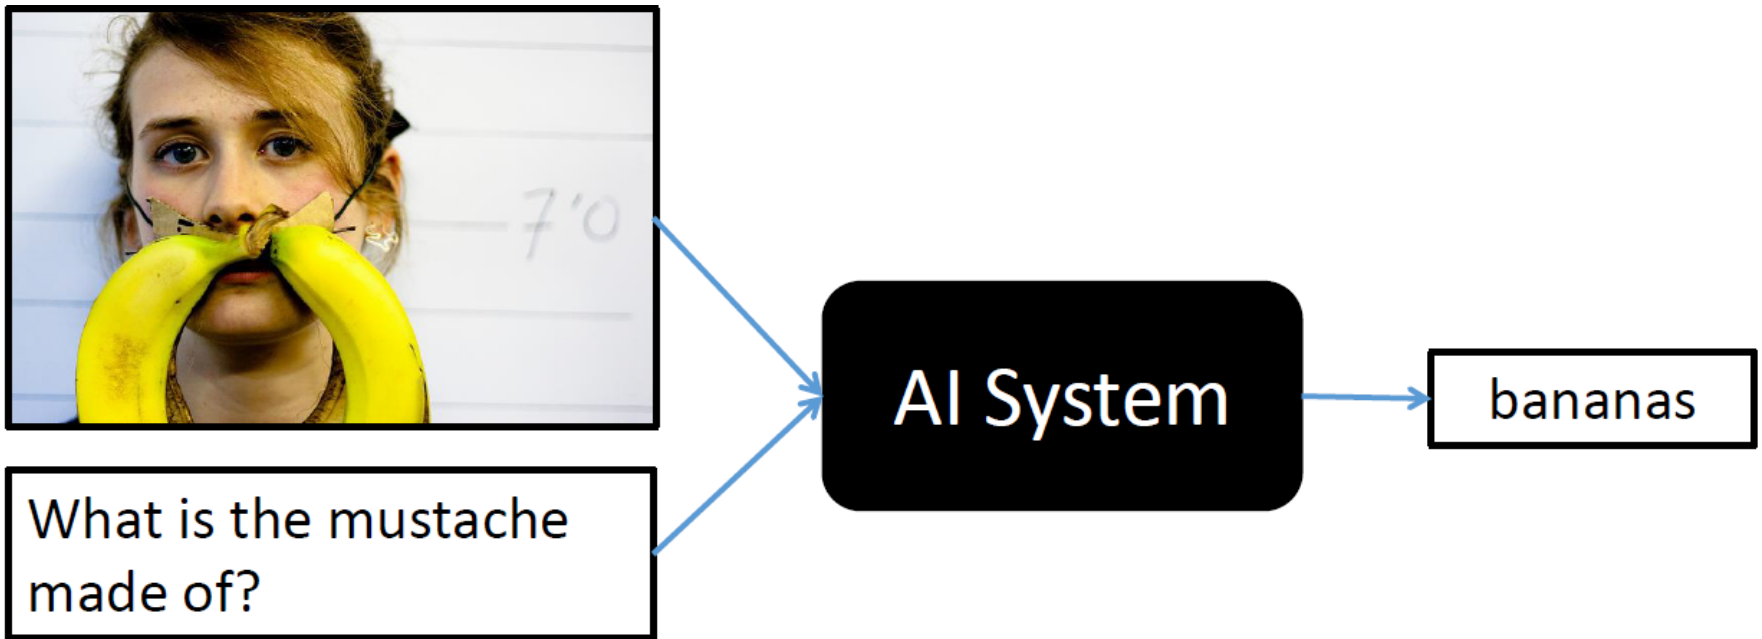 7'0
What is the mustache
made of?
AI System
bananas